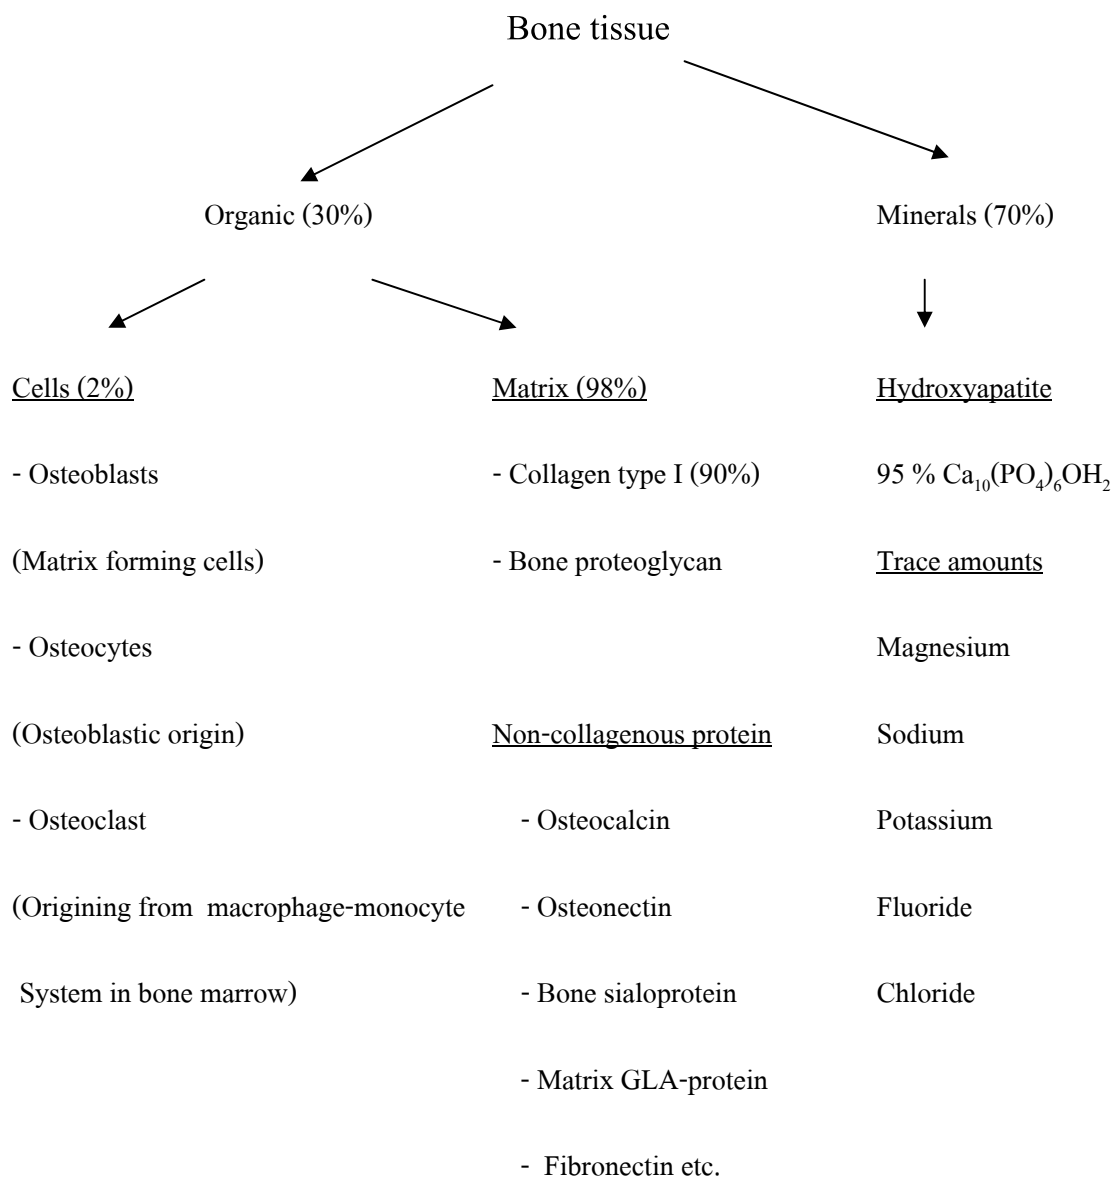 Bone tissue
Organic (30%)
Minerals (70%)
Cells (2%)
- Osteoblasts
(Matrix forming cells)
- Osteocytes
(Osteoblastic origin)
- Osteoclast
(Origining from macrophage-monocyte
System in bone marrow)
Matrix (98%)
- Collagen type I (90%)
- Bone proteoglycan
Non-collagenous protein
- Osteocalcin
- Osteonectin
- Bone sialoprotein
- Matrix GLA-protein
- Fibronectin etc.
Hydroxyapatite
95 % Ca₁₀(PO₄)₆OH₂
Trace amounts
Magnesium
Sodium
Potassium
Fluoride
Chloride